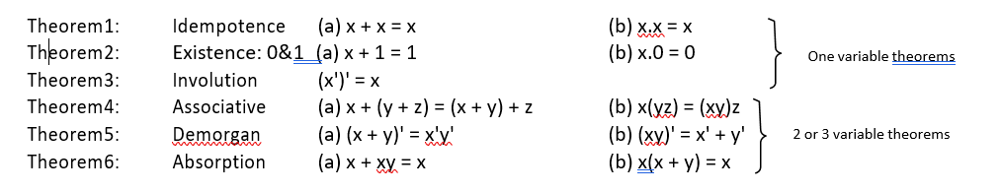 Theorem1: Idempotence (a) x + x = x (b) x.x = x
Theorem2: Existence: 0&1 (a) x + 1 = 1 (b) x.0 = 0
One variable theorems
Theorem3: Involution (x')' = x
Theorem4: Associative (a) x + (y + z) = (x + y) + z (b) x(yz) = (xy)z
Theorem5: Demorgan (a) (x + y)' = x'y' (b) (xy)' = x' + y'
2 or 3 variable theorems
Theorem6: Absorption (a) x + xy = x (b) x(x + y) = x